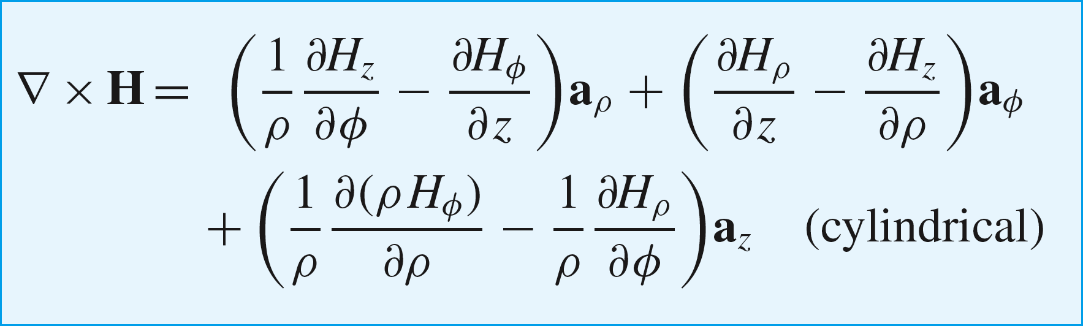 ∇ × H = (1/ρ ∂H_z/∂ϕ − ∂H_ϕ/∂z) a_ρ + (∂H_ρ/∂z − ∂H_z/∂ρ) a_ϕ
+ (1/ρ ∂(ρH_ϕ)/∂ρ − 1/ρ ∂H_ρ/∂ϕ) a_z (cylindrical)